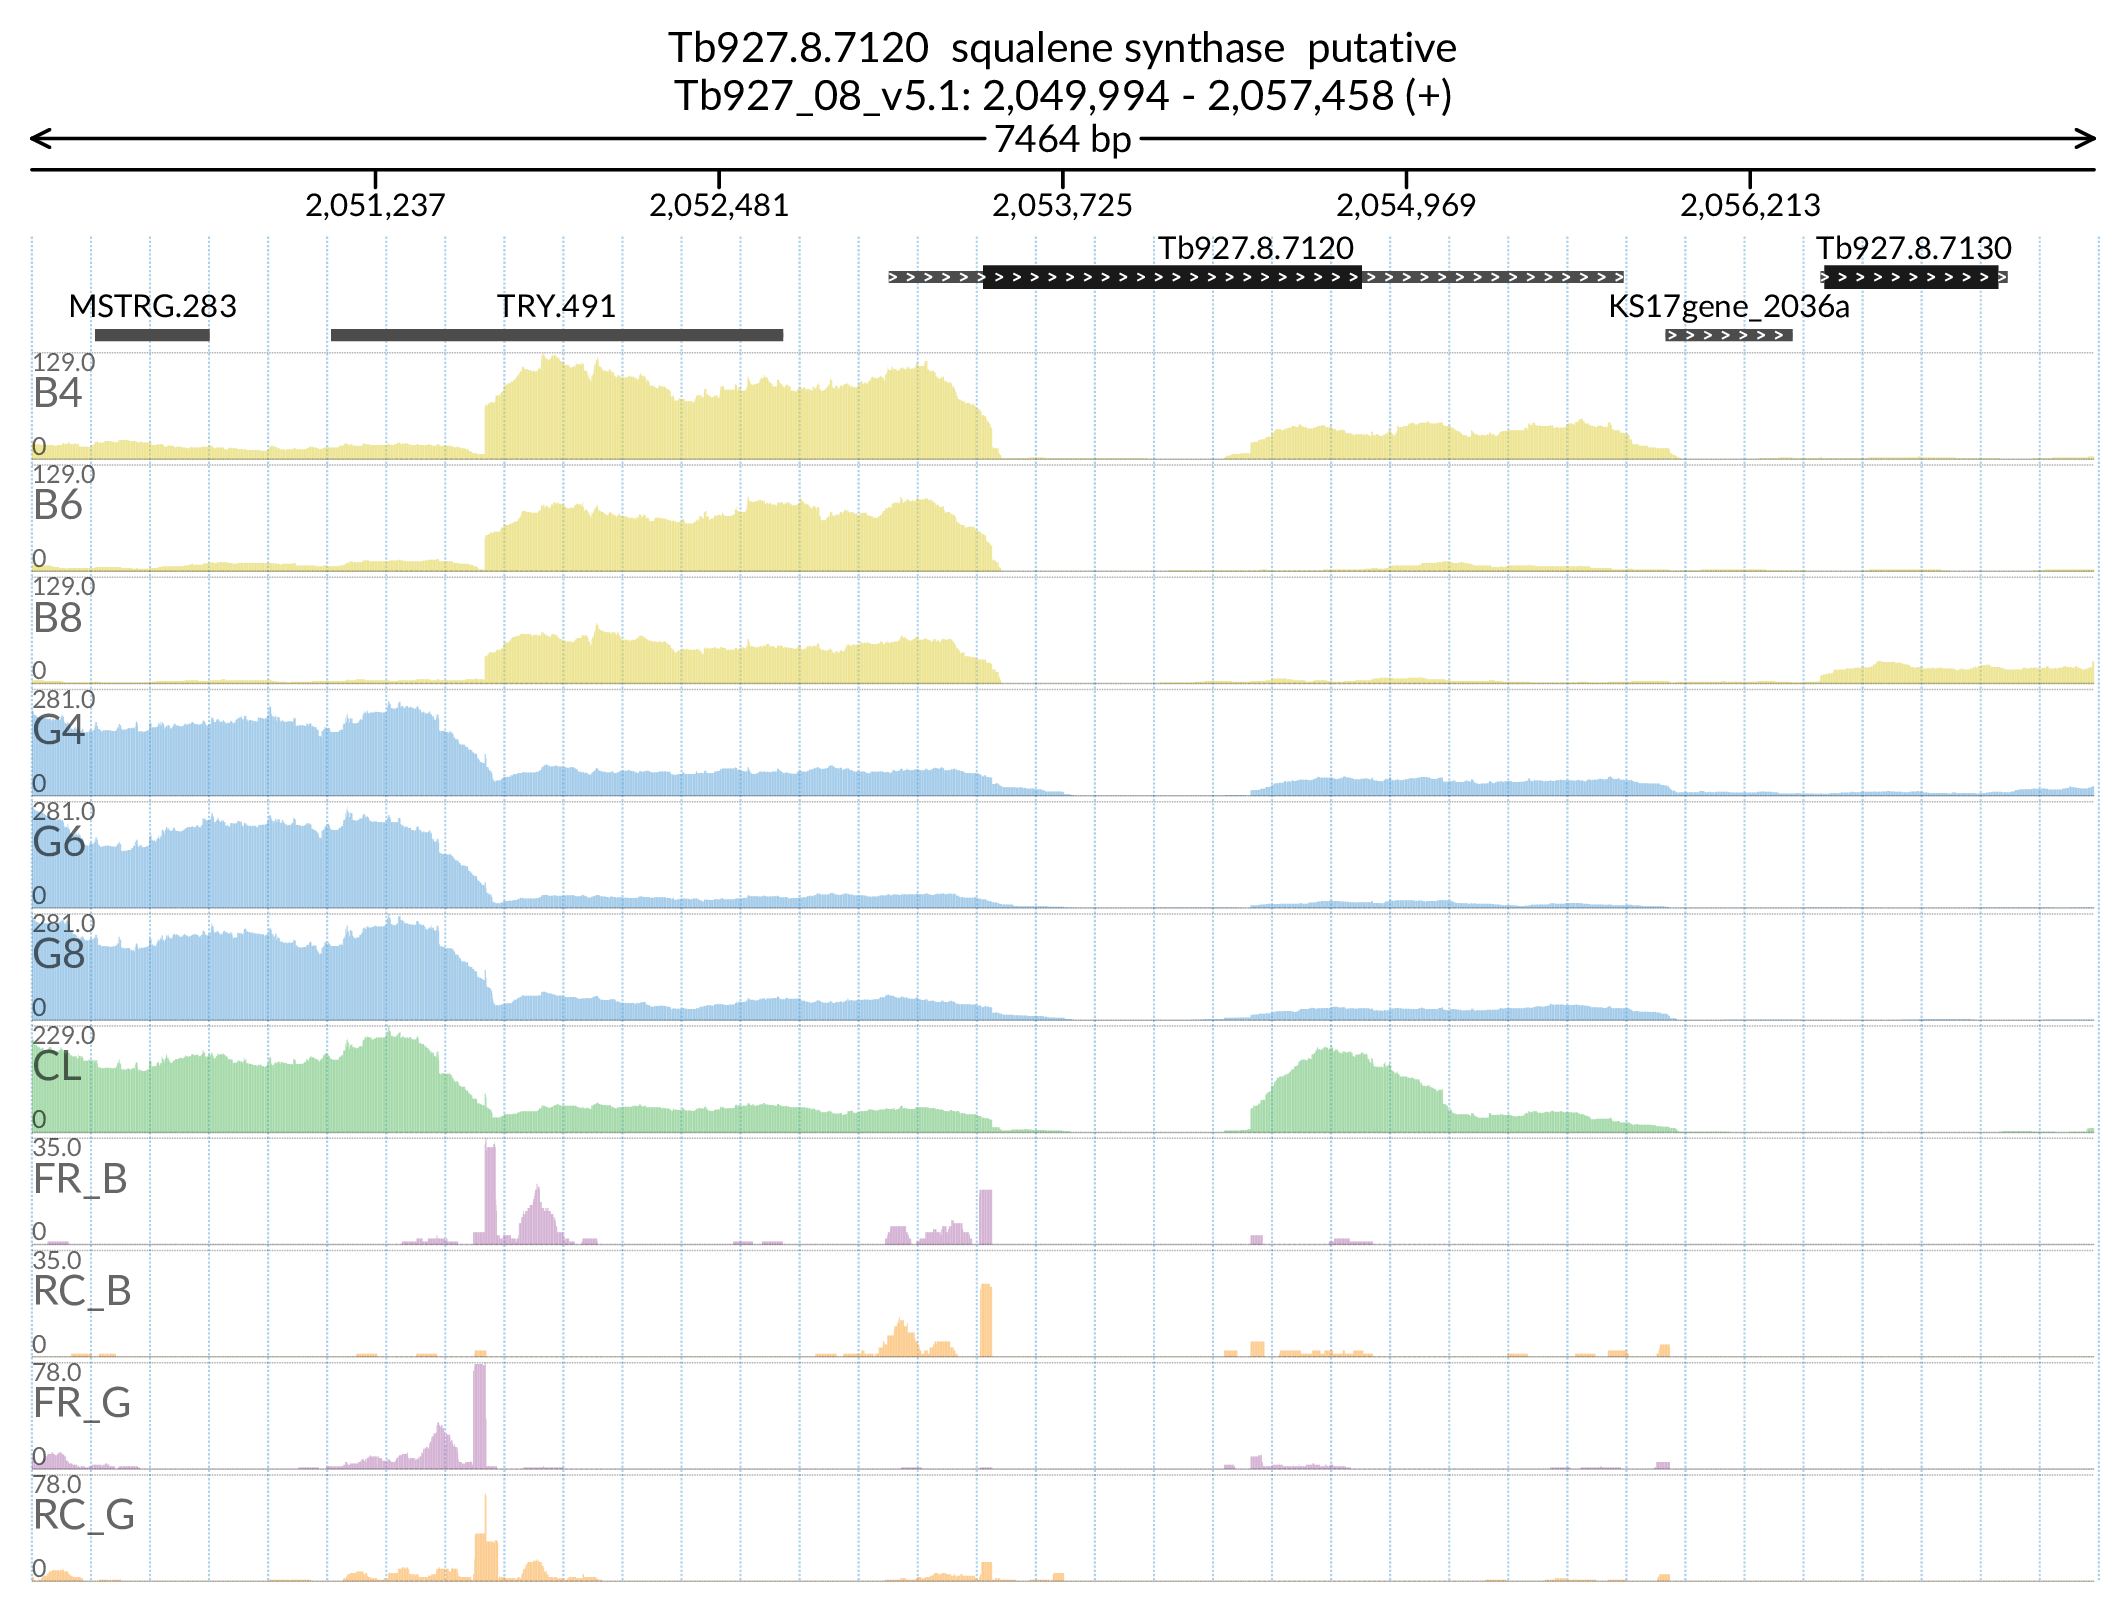 Tb927.8.7120  squalene synthase  putative
Tb927_08_v5.1: 2,049,994 - 2,057,458 (+)
7464 bp
2,051,237 2,052,481 2,053,725 2,054,969 2,056,213
Tb927.8.7120 Tb927.8.7130
MSTRG.283 TRY.491 KS17gene_2036a
129.0
B4
0
129.0
B6
0
129.0
B8
0
281.0
G4
0
281.0
G6
0
281.0
G8
0
229.0
CL
0
35.0
FR_B
0
35.0
RC_B
0
78.0
FR_G
0
78.0
RC_G
0